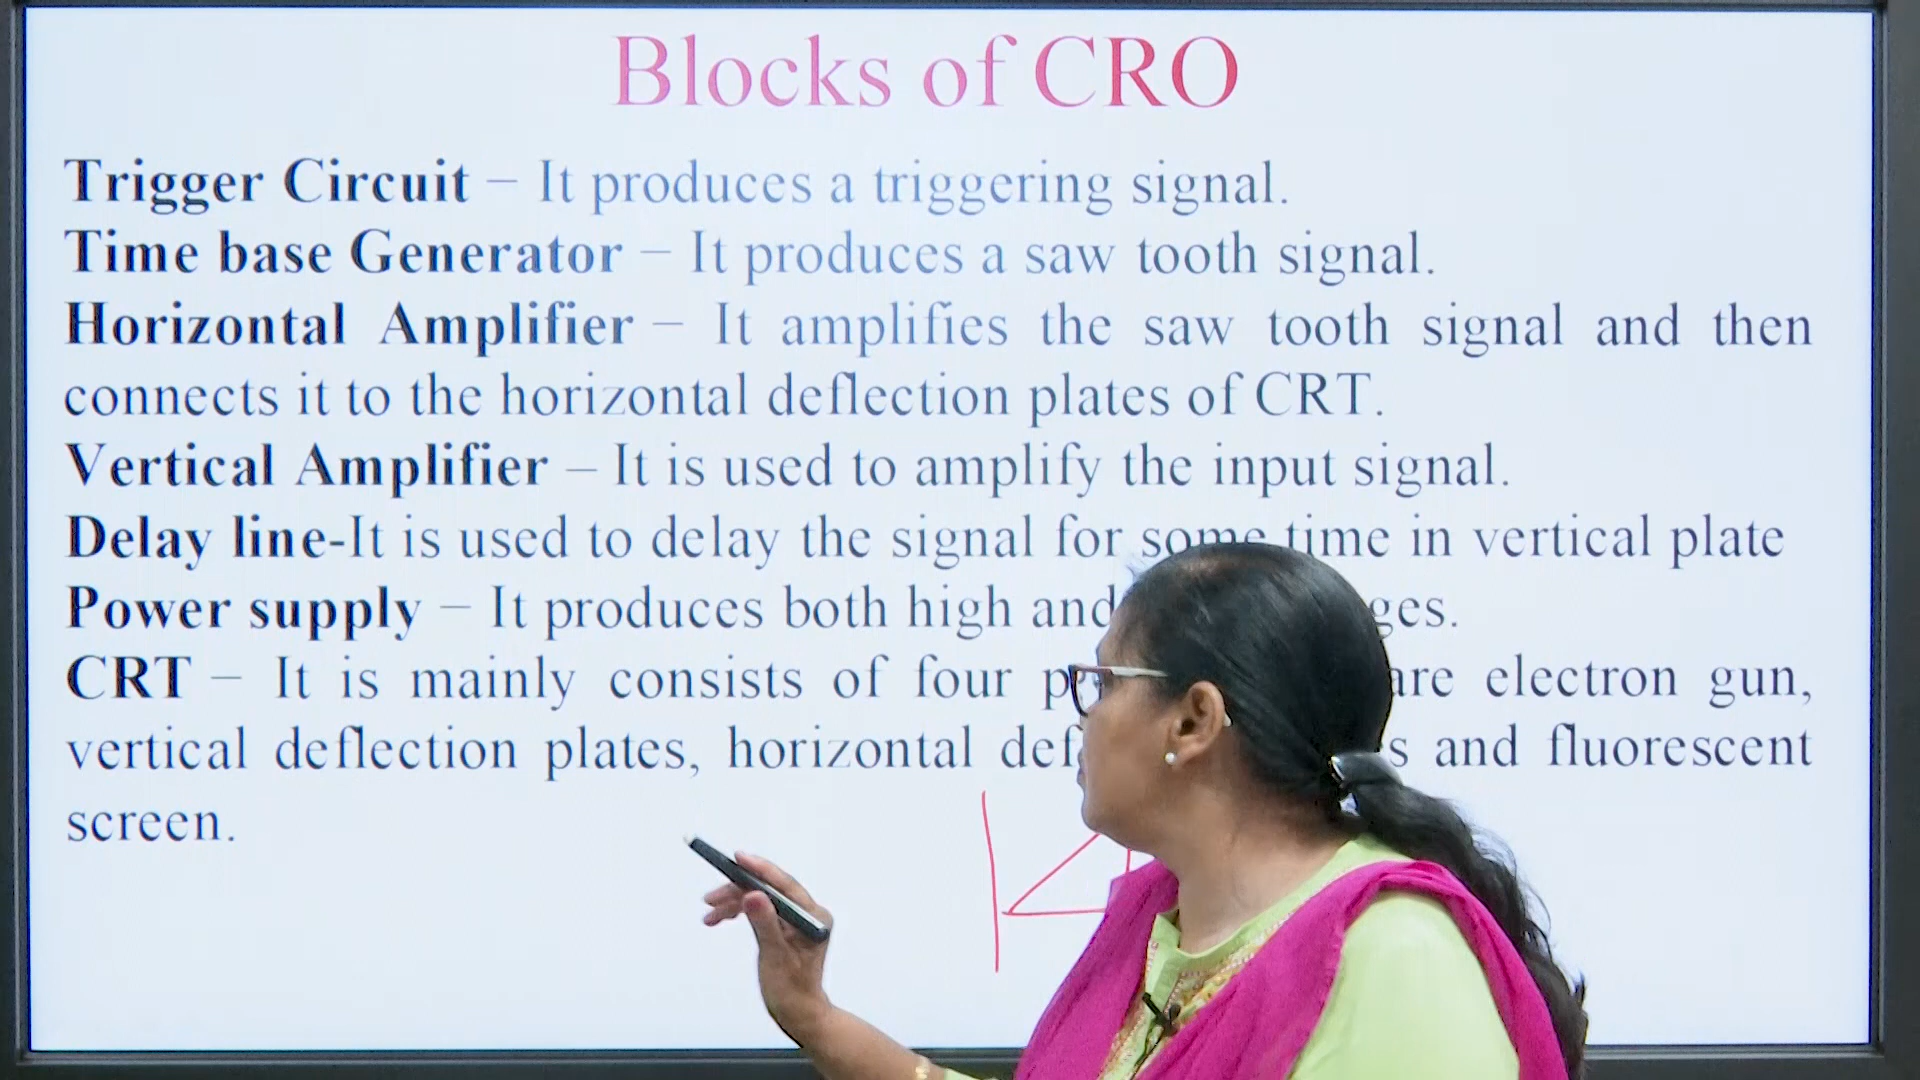 Blocks of CRO
Trigger Circuit – It produces a triggering signal.
Time base Generator – It produces a saw tooth signal.
Horizontal Amplifier – It amplifies the saw tooth signal and then
connects it to the horizontal deflection plates of CRT.
Vertical Amplifier – It is used to amplify the input signal.
Delay line-It is used to delay the signal for some time in vertical plate
Power supply – It produces both high and
CRT – It is mainly consists of four electron gun,
vertical deflection plates, horizontal and fluorescent
screen.